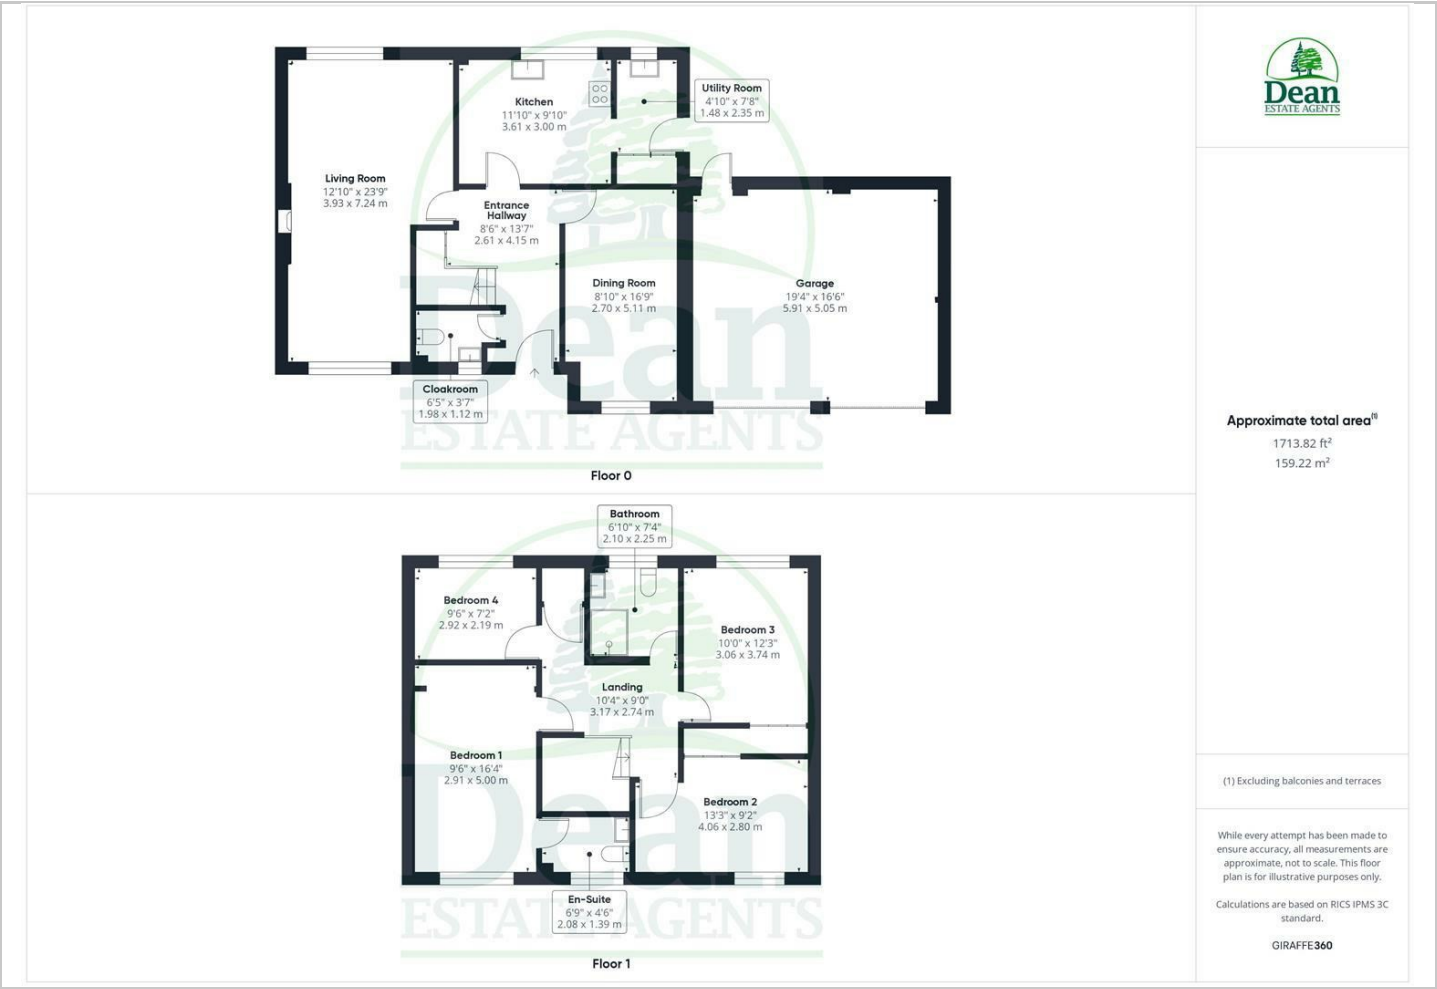 Kitchen
11'10" x 9'10"
3.61 x 3.00 m
Utility Room
4'10" x 7'8"
1.48 x 2.35 m
Living Room
12'10" x 23'9"
3.93 x 7.24 m
Entrance
Hallway
8'6" x 13'7"
2.61 x 4.15 m
Dining Room
8'10" x 16'9"
2.70 x 5.11 m
Garage
19'4" x 16'6"
5.91 x 5.05 m
Cloakroom
6'5" x 3'7"
1.98 x 1.12 m
Dean
ESTATE AGENTS
Floor 0
Bathroom
6'10" x 7'4"
2.10 x 2.25 m
Bedroom 4
9'6" x 7'2"
2.92 x 2.19 m
Bedroom 3
10'0" x 12'3"
3.06 x 3.74 m
Landing
10'4" x 9'0"
3.17 x 2.74 m
Bedroom 1
9'6" x 16'4"
2.91 x 5.00 m
Bedroom 2
13'3" x 9'2"
4.06 x 2.80 m
En-Suite
6'9" x 4'6"
2.08 x 1.39 m
Dean
ESTATE AGENTS
Floor 1
Dean
ESTATE AGENTS
Approximate total area(1)
1713.82 ft²
159.22 m²
(1) Excluding balconies and terraces
While every attempt has been made to
ensure accuracy, all measurements are
approximate, not to scale. This floor
plan is for illustrative purposes only.
Calculations are based on RICS IPMS 3C
standard.
GIRAFFE360